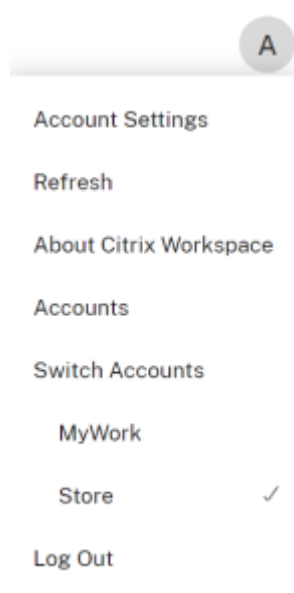 A
Account Settings
Refresh
About Citrix Workspace
Accounts
Switch Accounts
MyWork
Store
Log Out